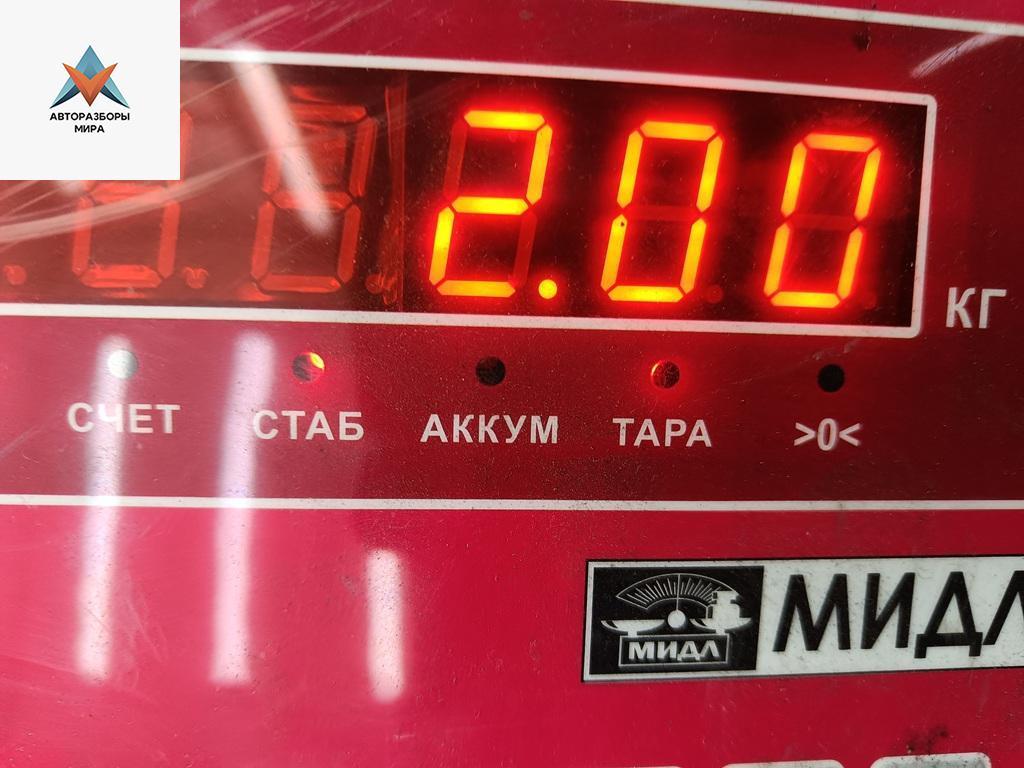 АВТОРАЗБОРЫ
МИРА
2.00
КГ
СЧЕТ СТАБ АККУМ ТАРА >0<
МИДЛ МИДЛ